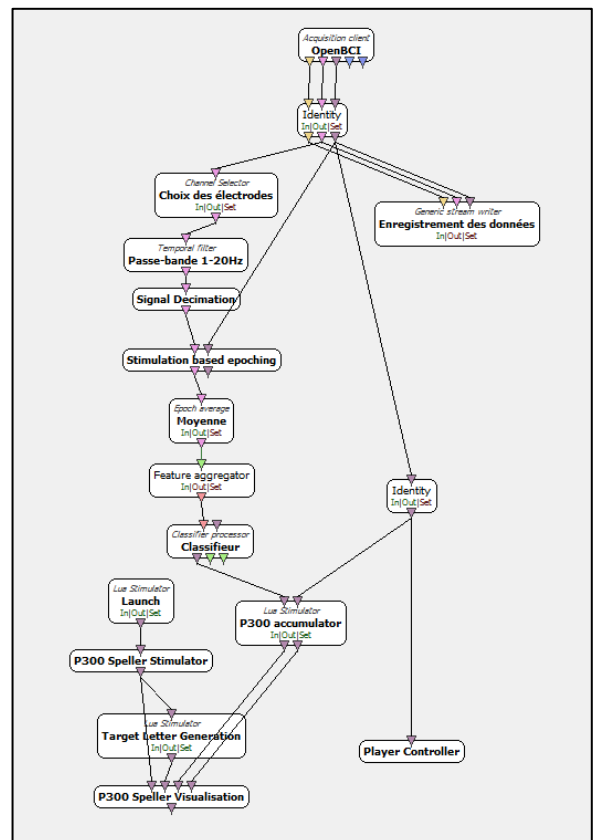 Acquisition client
OpenBCI
Identity
In|Out|Set
Channel Selector
Choix des électrodes
In|Out|Set
Generic stream writer
Enregistrement des données
In|Out|Set
Temporal filter
Passe-bande 1-20Hz
Signal Decimation
Stimulation based epoching
Epoch average
Moyenne
In|Out|Set
Feature aggregator
In|Out|Set
Identity
In|Out|Set
Classifier processor
Classifieur
Lua Stimulator
Launch
In|Out|Set
Lua Stimulator
P300 accumulator
In|Out|Set
P300 Speller Stimulator
Lua Stimulator
Target Letter Generation
In|Out|Set
Player Controller
P300 Speller Visualisation